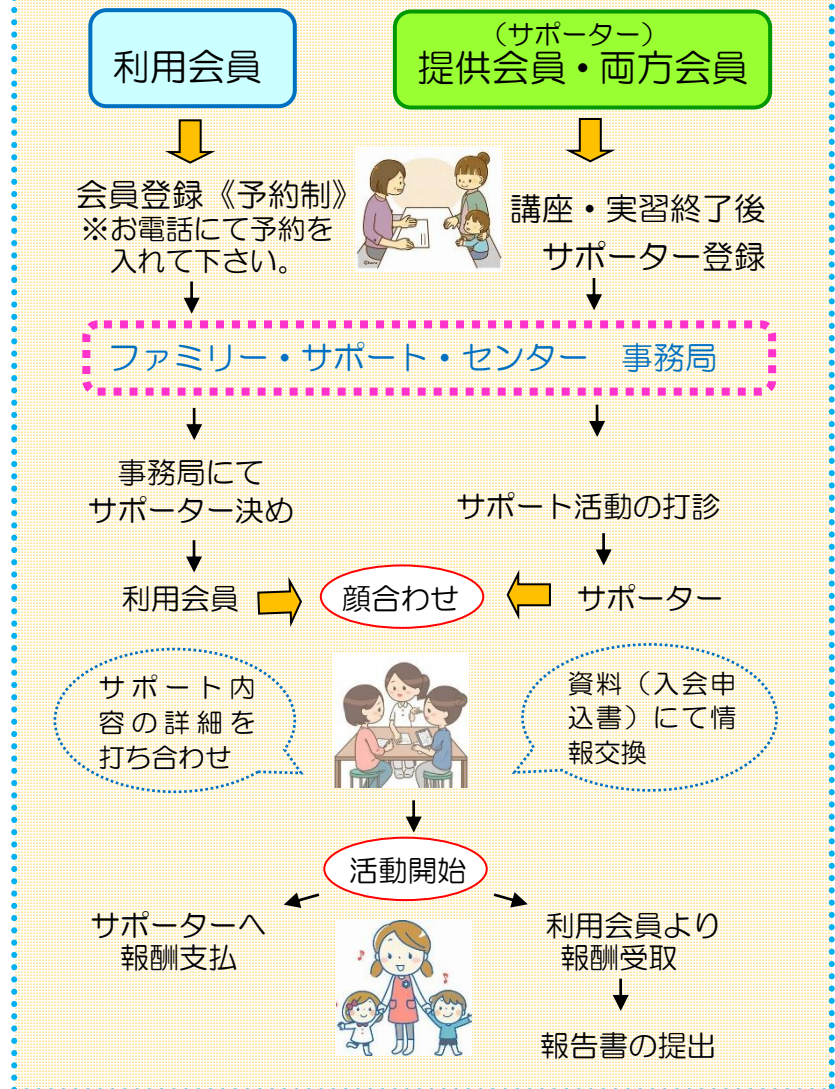 利用会員
（サポーター）
提供会員・両方会員
会員登録《予約制》
※お電話にて予約を
入れて下さい。
講座・実習終了後
サポーター登録
ファミリー・サポート・センター　事務局
事務局にて
サポーター決め
サポート活動の打診
利用会員
顔合わせ
サポーター
サポート内
容の詳細を
打ち合わせ
資料（入会申
込書）にて情
報交換
活動開始
サポーターへ
報酬支払
利用会員より
報酬受取
報告書の提出